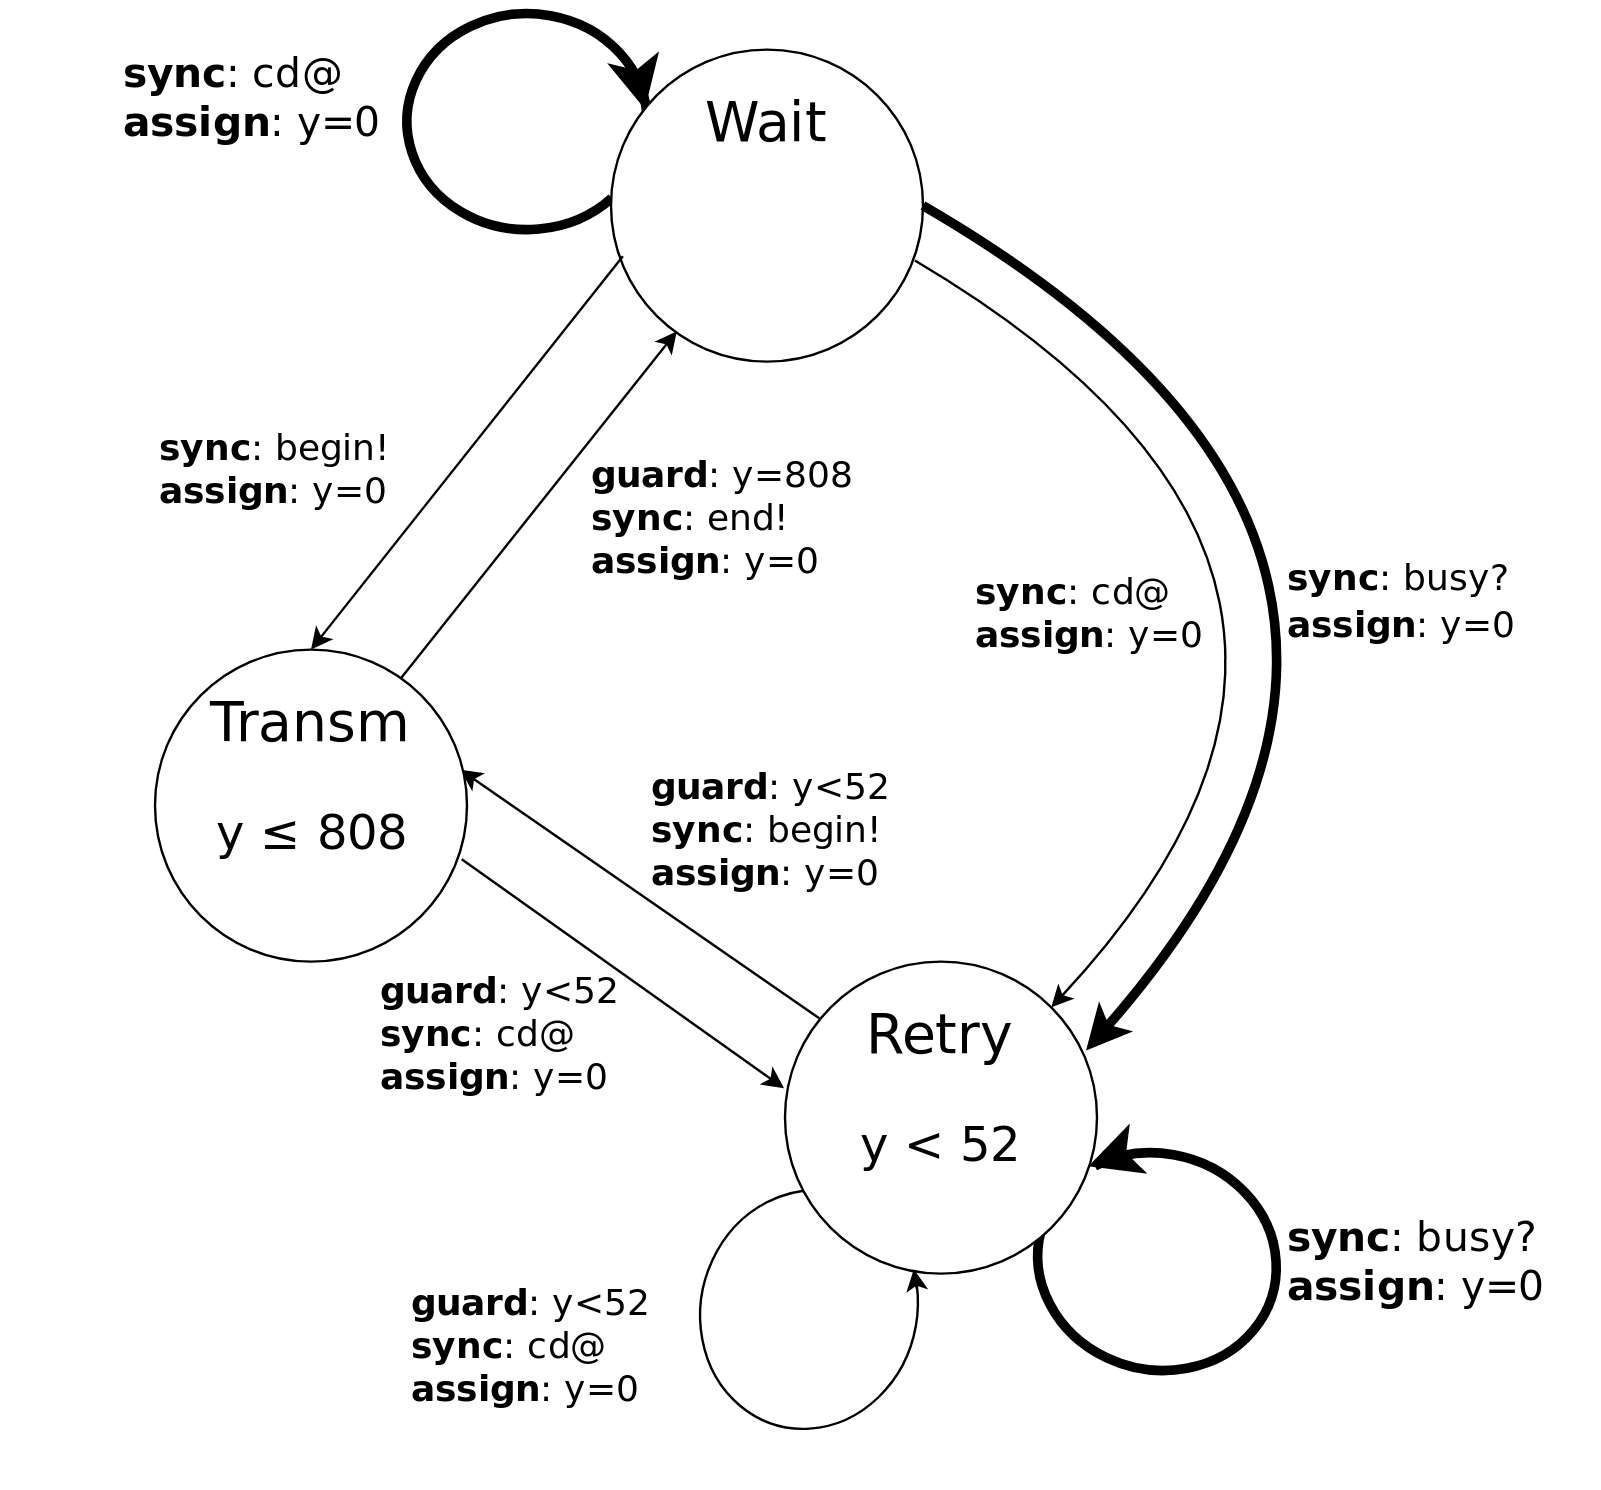 sync: cd@
assign: y=0
Wait
sync: begin!
assign: y=0
guard: y=808
sync: end!
assign: y=0
sync: cd@
assign: y=0
sync: busy?
assign: y=0
Transm
y ≤ 808
guard: y<52
sync: begin!
assign: y=0
guard: y<52
sync: cd@
assign: y=0
Retry
y < 52
sync: busy?
assign: y=0
guard: y<52
sync: cd@
assign: y=0